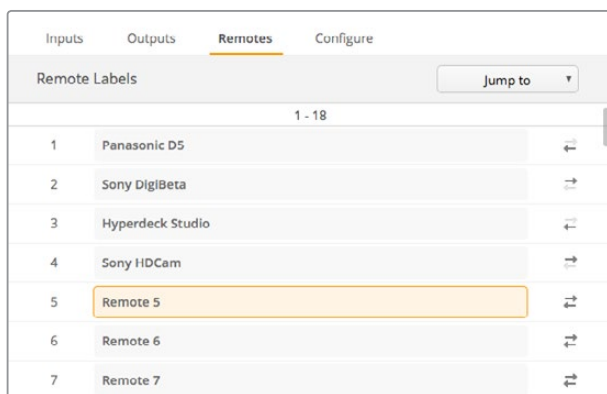 Inputs Outputs Remotes Configure
Remote Labels Jump to
1 - 18
1 Panasonic D5
2 Sony DigiBeta
3 Hyperdeck Studio
4 Sony HDCam
5 Remote 5
6 Remote 6
7 Remote 7